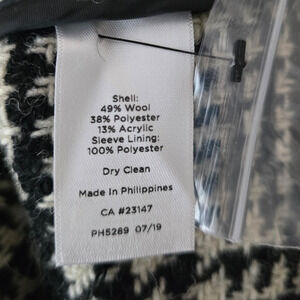 Shell:
49% Wool
38% Polyester
13% Acrylic
Sleeve Lining:
100% Polyester
Dry Clean
Made In Philippines
CA #23147
PH5289 07/19